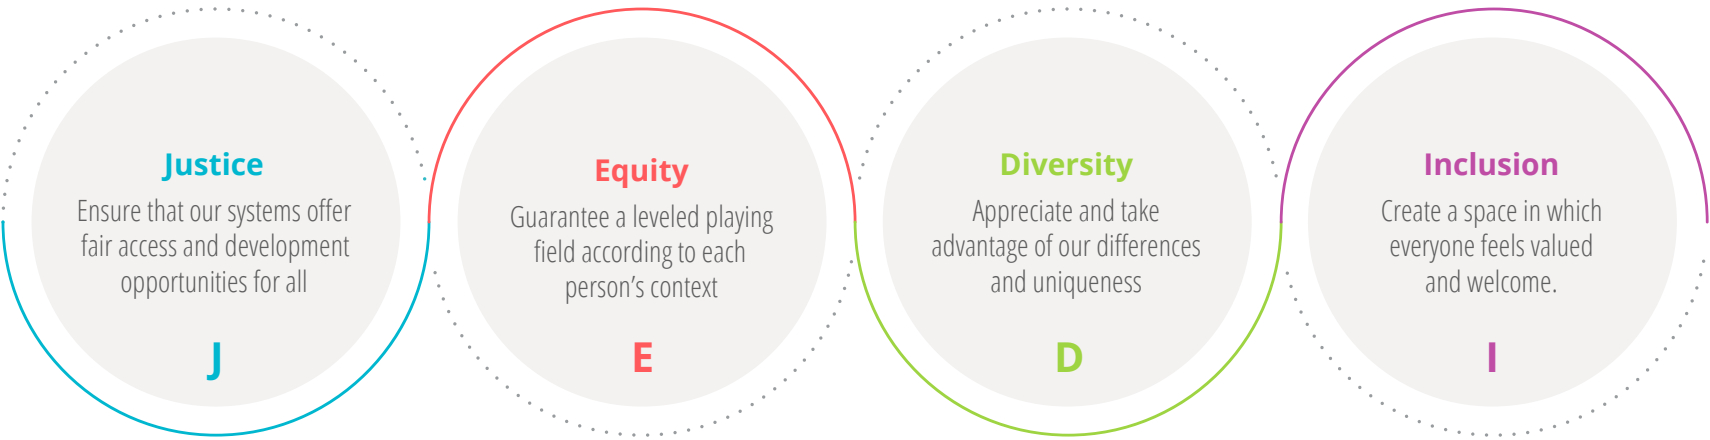 Justice
Ensure that our systems offer
fair access and development
opportunities for all
J
Equity
Guarantee a leveled playing
field according to each
person’s context
E
Diversity
Appreciate and take
advantage of our differences
and uniqueness
D
Inclusion
Create a space in which
everyone feels valued
and welcome.
I